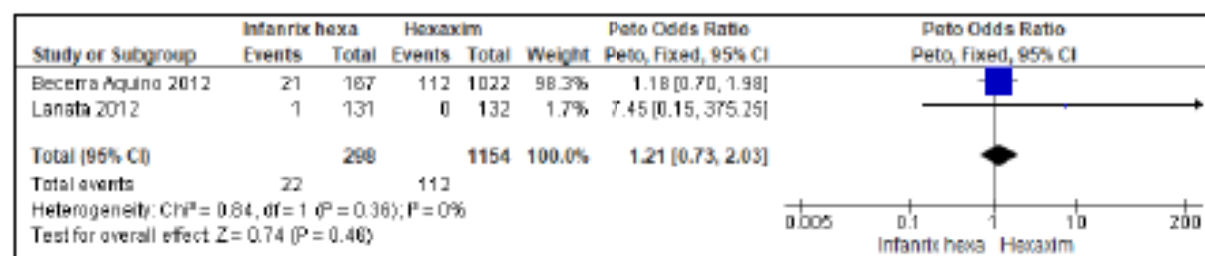 Infanrix hexa Hexaxim Peto Odds Ratio Peto Odds Ratio
Study or Subgroup Events Total Events Total Weight Peto, Fixed, 95% CI Peto, Fixed, 95% CI
Becerra Aquino 2012 21 167 112 1022 98.3% 1.18 [0.70, 1.98]
Lanata 2012 1 131 0 132 1.7% 7.45 [0.15, 375.25]
Total (95% CI) 298 1154 100.0% 1.21 [0.73, 2.03]
Total events 22 112
Heterogeneity: Chi² = 0.84, df = 1 (P = 0.36); I² = 0%
Test for overall effect: Z = 0.74 (P = 0.46)
0.005 0.1 1 10 200
Infanrix hexa Hexaxim